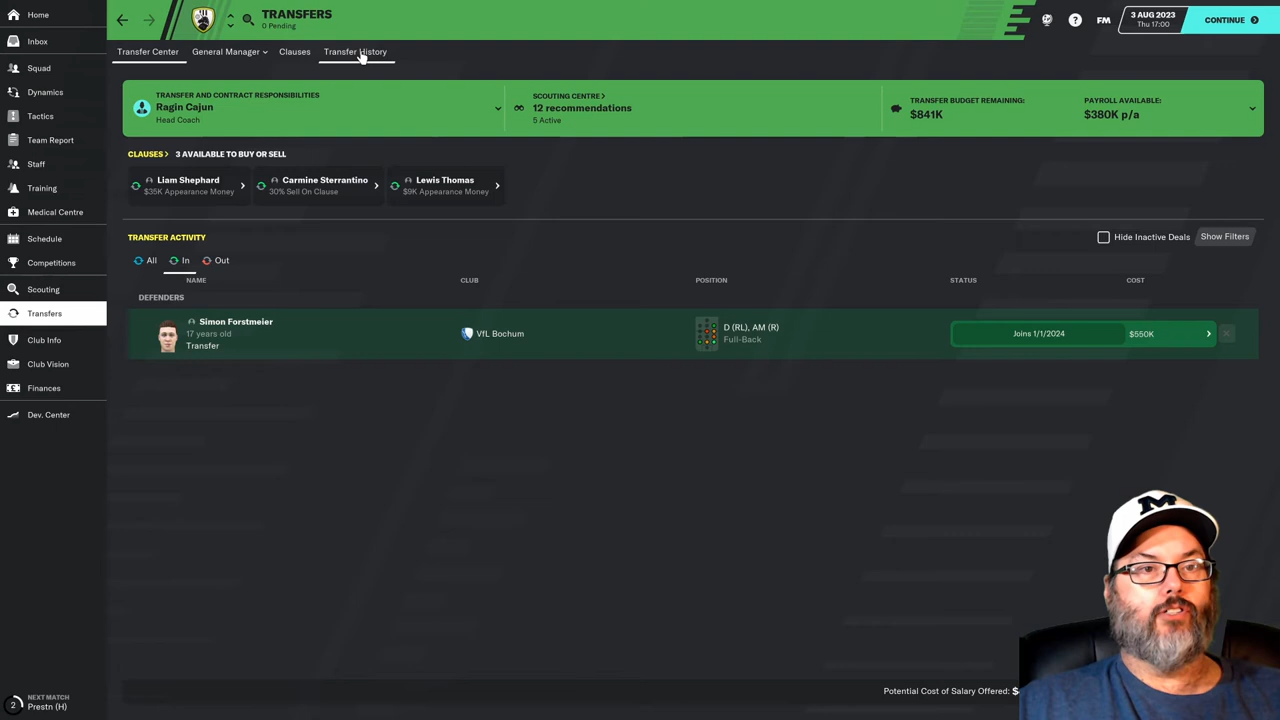 Home
Inbox
Squad
Dynamics
Tactics
Team Report
Staff
Training
Medical Centre
Schedule
Competitions
Scouting
Transfers
Club Info
Club Vision
Finances
Dev. Center
2
NEXT MATCH
Prestn (H)
TRANSFERS
0 Pending
FM
3 AUG 2023
Thu 17:00
CONTINUE
Transfer Center
General Manager
Clauses
Transfer History
TRANSFER AND CONTRACT RESPONSIBILITIES
Ragin Cajun
Head Coach
SCOUTING CENTRE >
12 recommendations
5 Active
TRANSFER BUDGET REMAINING:
$841K
PAYROLL AVAILABLE:
$380K p/a
CLAUSES > 3 AVAILABLE TO BUY OR SELL
Liam Shephard
$35K Appearance Money
Carmine Sterrantino
30% Sell On Clause
Lewis Thomas
$9K Appearance Money
TRANSFER ACTIVITY
Hide Inactive Deals
Show Filters
All
In
Out
NAME CLUB POSITION STATUS COST
DEFENDERS
Simon Forstmeier
17 years old
Transfer
VfL Bochum
D (RL), AM (R)
Full-Back
Joins 1/1/2024
$550K
Potential Cost of Salary Offered:
M